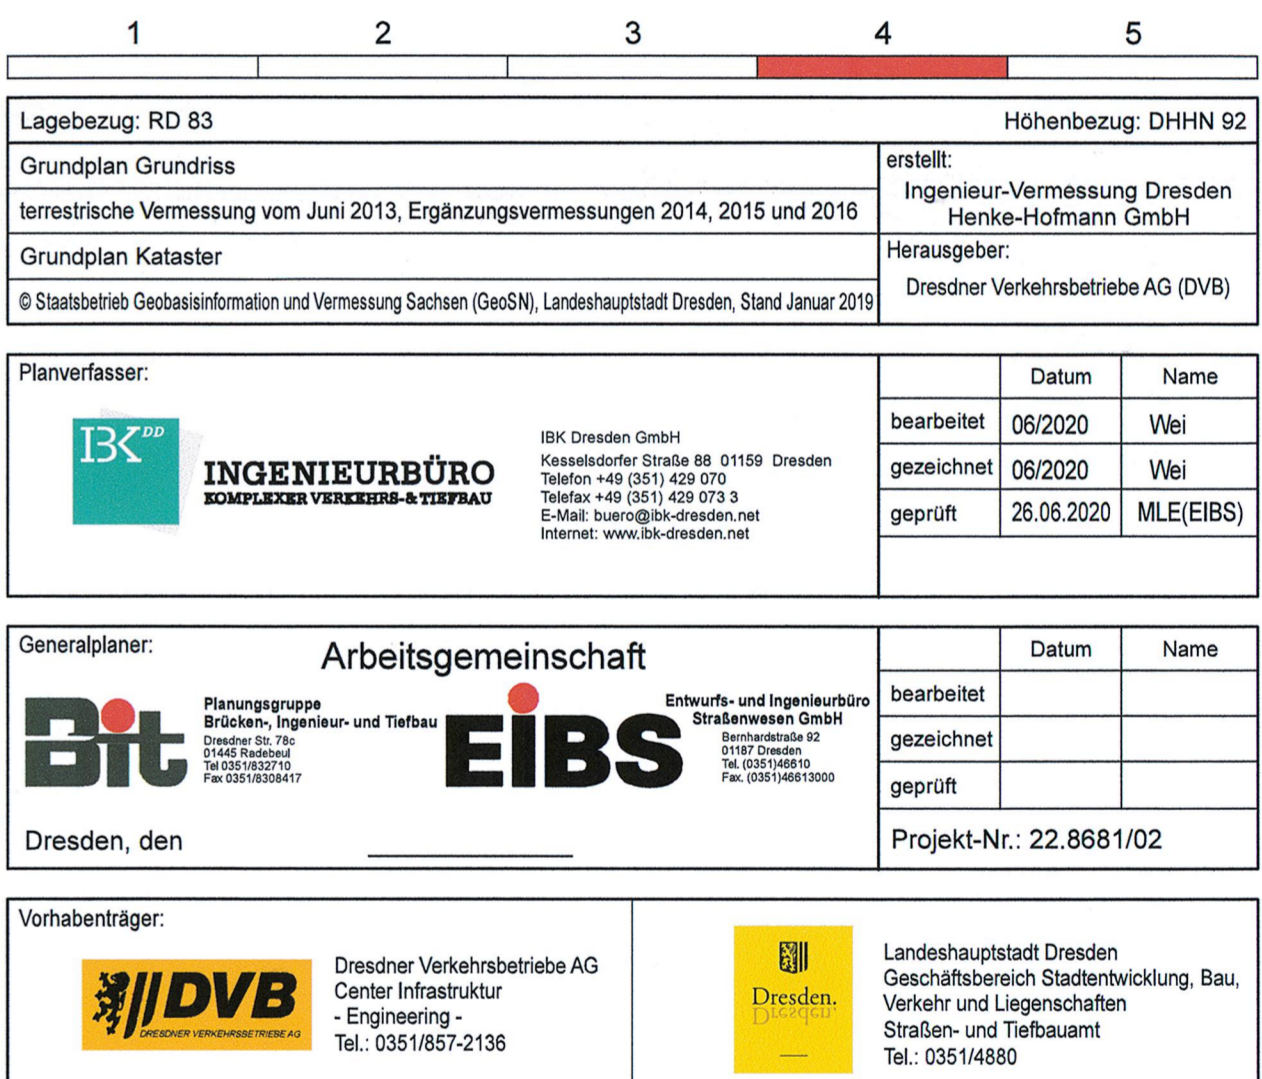 1 2 3 4 5
Lagebezug: RD 83 Höhenbezug: DHHN 92
Grundplan Grundriss
terrestrische Vermessung vom Juni 2013, Ergänzungsvermessungen 2014, 2015 und 2016
Grundplan Kataster
© Staatsbetrieb Geobasisinformation und Vermessung Sachsen (GeoSN), Landeshauptstadt Dresden, Stand Januar 2019
erstellt:
Ingenieur-Vermessung Dresden
Henke-Hofmann GmbH
Herausgeber:
Dresdner Verkehrsbetriebe AG (DVB)
Planverfasser:
IBK DD
INGENIEURBÜRO
KOMPLEXER VERKEHRS-& TIEFBAU
IBK Dresden GmbH
Kesselsdorfer Straße 88 01159 Dresden
Telefon +49 (351) 429 070
Telefax +49 (351) 429 073 3
E-Mail: buero@ibk-dresden.net
Internet: www.ibk-dresden.net
Datum Name
bearbeitet 06/2020 Wei
gezeichnet 06/2020 Wei
geprüft 26.06.2020 MLE(EIBS)
Generalplaner:
Arbeitsgemeinschaft
Bit
Planungsgruppe
Brücken-, Ingenieur- und Tiefbau
Dresdner Str. 78c
01445 Radebeul
Tel 0351/832710
Fax 0351/8308417
EiBS
Entwurfs- und Ingenieurbüro
Straßenwesen GmbH
Bernhardstraße 92
01187 Dresden
Tel. (0351)46610
Fax. (0351)46613000
Dresden, den
Datum Name
bearbeitet
gezeichnet
geprüft
Projekt-Nr.: 22.8681/02
Vorhabenträger:
DVB
DRESDNER VERKEHRSBETRIEBE AG
Dresdner Verkehrsbetriebe AG
Center Infrastruktur
- Engineering -
Tel.: 0351/857-2136
Dresden.
Dresden.
Landeshauptstadt Dresden
Geschäftsbereich Stadtentwicklung, Bau,
Verkehr und Liegenschaften
Straßen- und Tiefbauamt
Tel.: 0351/4880